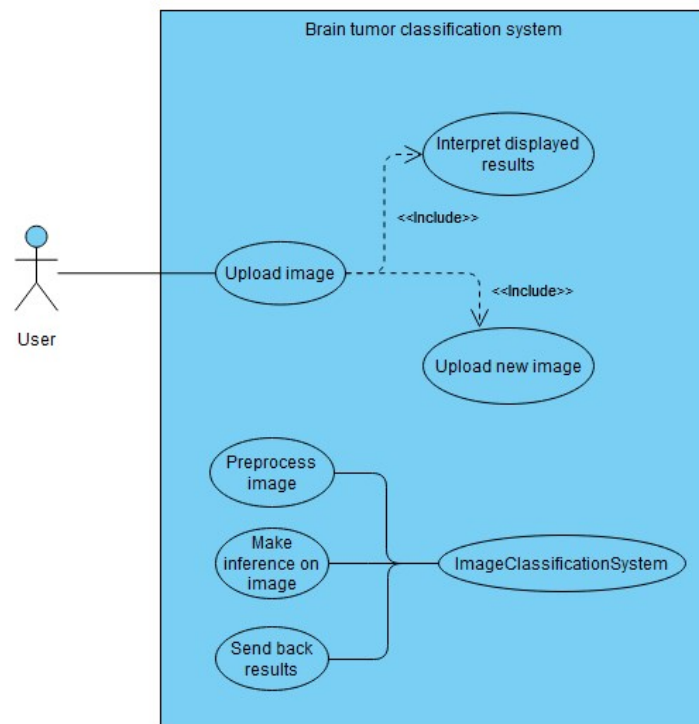 Brain tumor classification system
Interpret displayed
results
<<Include>>
Upload image
<<Include>>
User
Upload new image
Preprocess
image
Make
inference on
image
ImageClassificationSystem
Send back
results